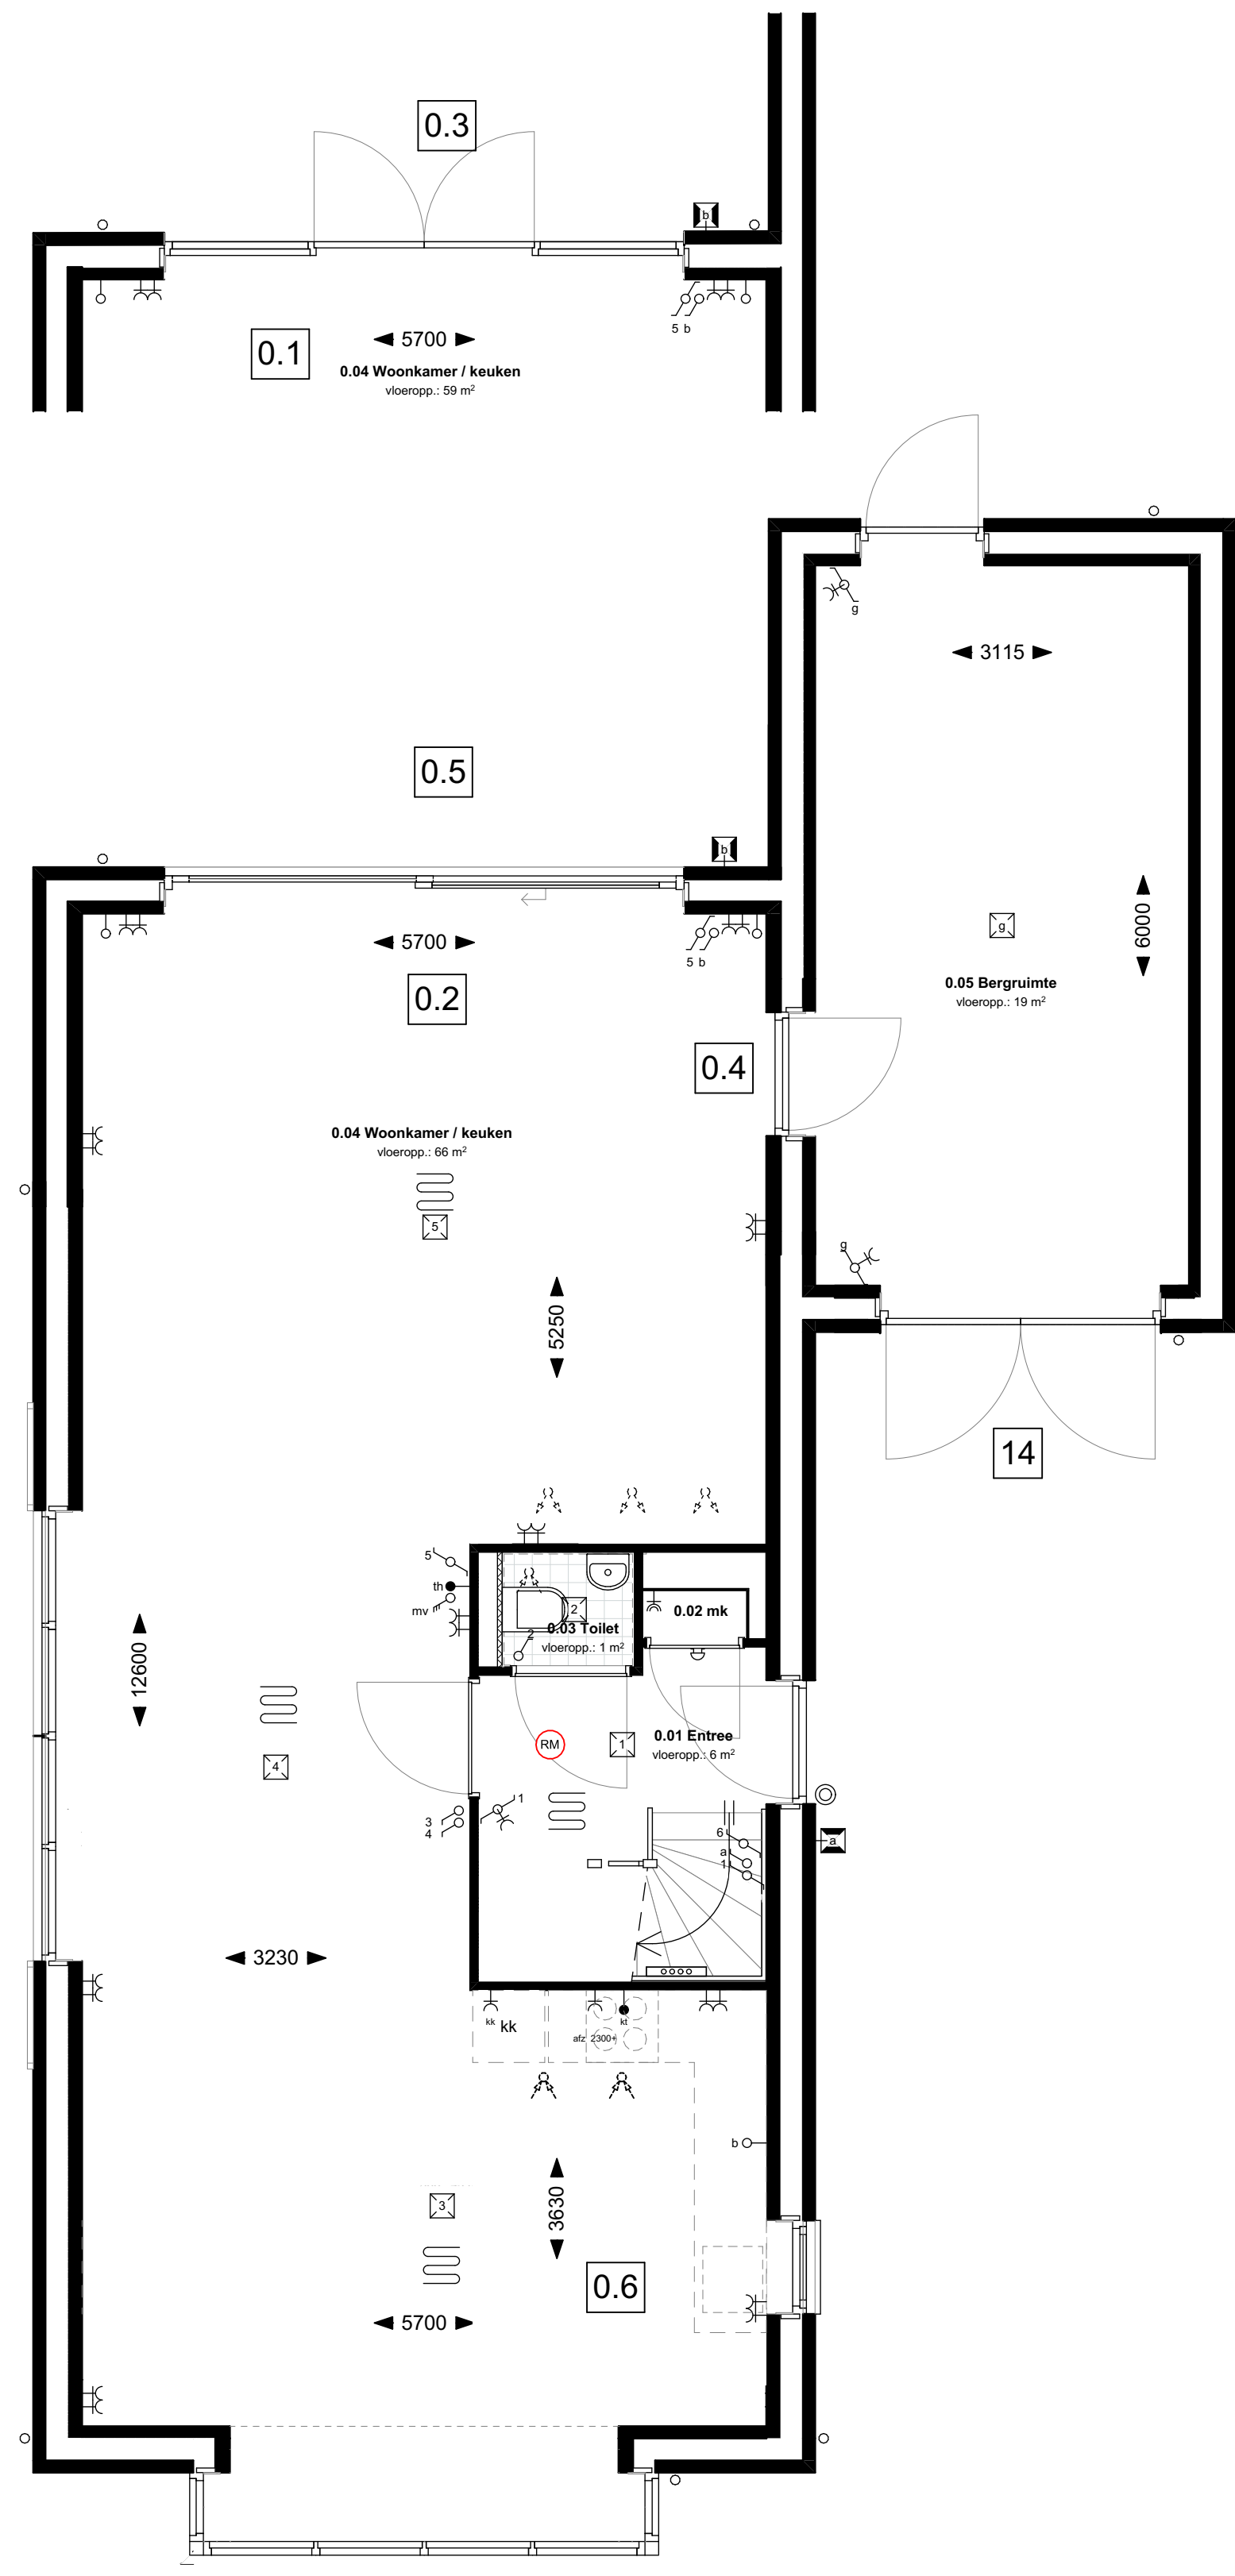 0.3
b
0.1
5700
0.04 Woonkamer / keuken
vloeropp.: 59 m²
5 b
g
3115
0.5
b
5700
5 b
0.2
g
6000
0.05 Bergruimte
vloeropp.: 19 m²
0.4
0.04 Woonkamer / keuken
vloeropp.: 66 m²
5
g
5250
14
5
th
mv
2
2
0.03 Toilet
vloeropp.: 1 m²
0.02 mk
12600
RM
1
0.01 Entree
vloeropp.: 6 m²
4
1
3
4
6
a
1
a
3230
kk
kk
kt
afz 2300+
b
3
3630
0.6
5700